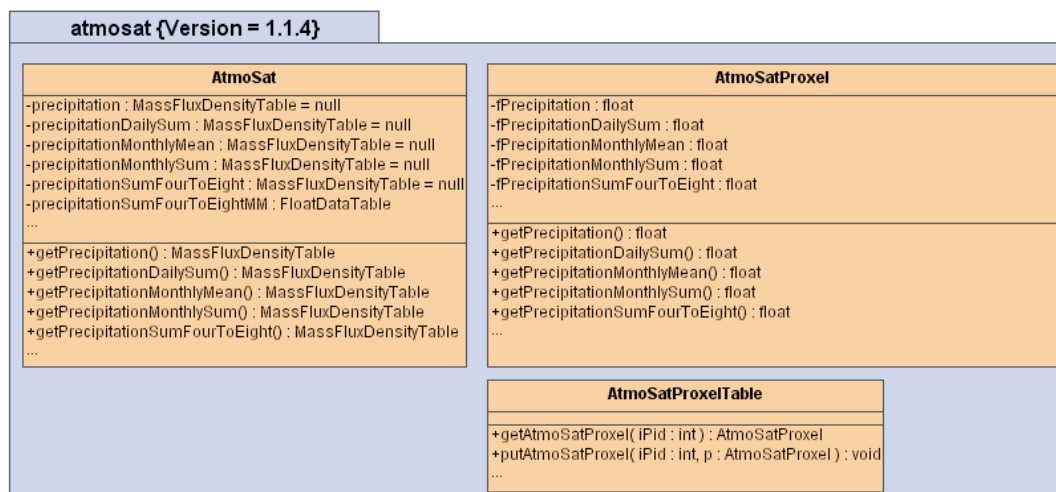 atmosat {Version = 1.1.4}
AtmoSat
-precipitation : MassFluxDensityTable = null
-precipitationDailySum : MassFluxDensityTable = null
-precipitationMonthlyMean : MassFluxDensityTable = null
-precipitationMonthlySum : MassFluxDensityTable = null
-precipitationSumFourToEight : MassFluxDensityTable = null
-precipitationSumFourToEightMM : FloatDataTable
...
+getPrecipitation() : MassFluxDensityTable
+getPrecipitationDailySum() : MassFluxDensityTable
+getPrecipitationMonthlyMean() : MassFluxDensityTable
+getPrecipitationMonthlySum() : MassFluxDensityTable
+getPrecipitationSumFourToEight() : MassFluxDensityTable
...
AtmoSatProxel
-fPrecipitation : float
-fPrecipitationDailySum : float
-fPrecipitationMonthlyMean : float
-fPrecipitationMonthlySum : float
-fPrecipitationSumFourToEight : float
...
+getPrecipitation() : float
+getPrecipitationDailySum() : float
+getPrecipitationMonthlyMean() : float
+getPrecipitationMonthlySum() : float
+getPrecipitationSumFourToEight() : float
...
AtmoSatProxelTable
+getAtmoSatProxel( iPid : int ) : AtmoSatProxel
+putAtmoSatProxel( iPid : int, p : AtmoSatProxel ) : void
...